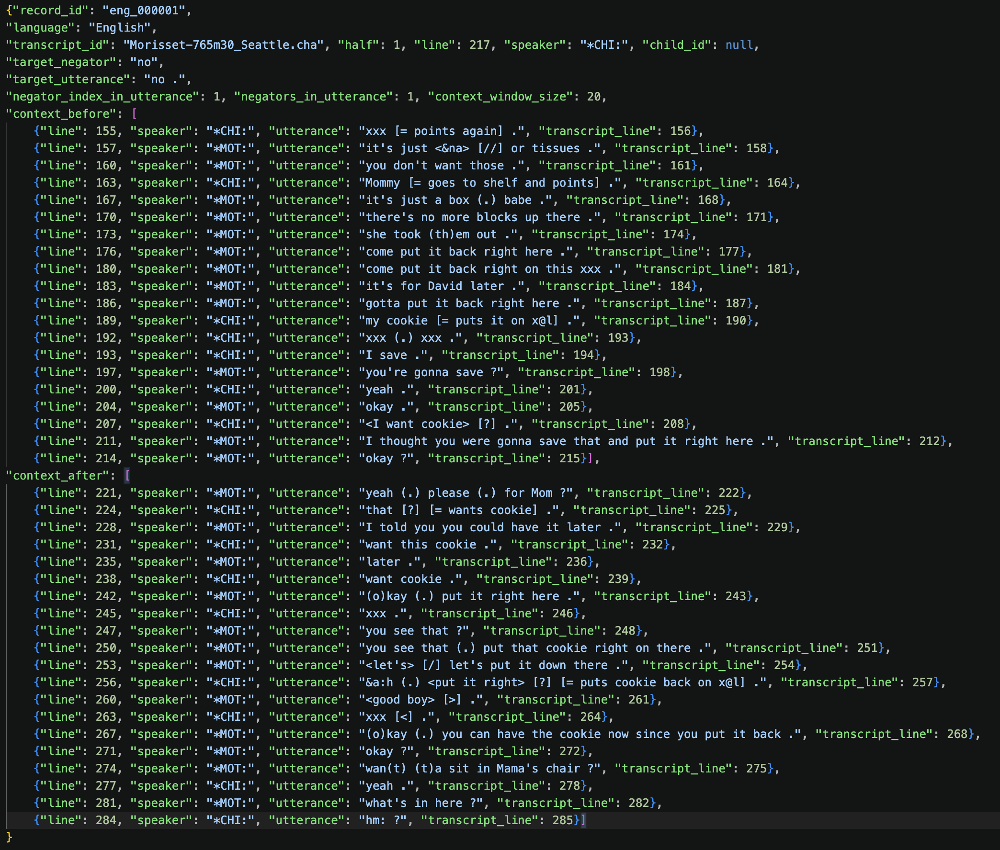 {"record_id": "eng_000001",
"language": "English",
"transcript_id": "Morisset-765m30_Seattle.cha", "half": 1, "line": 217, "speaker": "*CHI:", "child_id": null,
"target_negator": "no",
"target_utterance": "no .",
"negator_index_in_utterance": 1, "negators_in_utterance": 1, "context_window_size": 20,
"context_before": [
    {"line": 155, "speaker": "*CHI:", "utterance": "xxx [= points again] .", "transcript_line": 156},
    {"line": 157, "speaker": "*MOT:", "utterance": "it's just <&na> [//] or tissues .", "transcript_line": 158},
    {"line": 160, "speaker": "*MOT:", "utterance": "you don't want those .", "transcript_line": 161},
    {"line": 163, "speaker": "*CHI:", "utterance": "Mommy [= goes to shelf and points] .", "transcript_line": 164},
    {"line": 167, "speaker": "*MOT:", "utterance": "it's just a box (.) babe .", "transcript_line": 168},
    {"line": 170, "speaker": "*MOT:", "utterance": "there's no more blocks up there .", "transcript_line": 171},
    {"line": 173, "speaker": "*MOT:", "utterance": "she took (th)em out .", "transcript_line": 174},
    {"line": 176, "speaker": "*MOT:", "utterance": "come put it back right here .", "transcript_line": 177},
    {"line": 180, "speaker": "*MOT:", "utterance": "come put it back right on this xxx .", "transcript_line": 181},
    {"line": 183, "speaker": "*MOT:", "utterance": "it's for David later .", "transcript_line": 184},
    {"line": 186, "speaker": "*MOT:", "utterance": "gotta put it back right here .", "transcript_line": 187},
    {"line": 189, "speaker": "*CHI:", "utterance": "my cookie [= puts it on x@l] .", "transcript_line": 190},
    {"line": 192, "speaker": "*CHI:", "utterance": "xxx (.) xxx .", "transcript_line": 193},
    {"line": 193, "speaker": "*CHI:", "utterance": "I save .", "transcript_line": 194},
    {"line": 197, "speaker": "*MOT:", "utterance": "you're gonna save ?", "transcript_line": 198},
    {"line": 200, "speaker": "*CHI:", "utterance": "yeah .", "transcript_line": 201},
    {"line": 204, "speaker": "*MOT:", "utterance": "okay .", "transcript_line": 205},
    {"line": 207, "speaker": "*CHI:", "utterance": "<I want cookie> [?] .", "transcript_line": 208},
    {"line": 211, "speaker": "*MOT:", "utterance": "I thought you were gonna save that and put it right here .", "transcript_line": 212},
    {"line": 214, "speaker": "*MOT:", "utterance": "okay ?", "transcript_line": 215}],
"context_after": [
    {"line": 221, "speaker": "*MOT:", "utterance": "yeah (.) please (.) for Mom ?", "transcript_line": 222},
    {"line": 224, "speaker": "*CHI:", "utterance": "that [?] [= wants cookie] .", "transcript_line": 225},
    {"line": 228, "speaker": "*MOT:", "utterance": "I told you you could have it later .", "transcript_line": 229},
    {"line": 231, "speaker": "*CHI:", "utterance": "want this cookie .", "transcript_line": 232},
    {"line": 235, "speaker": "*MOT:", "utterance": "later .", "transcript_line": 236},
    {"line": 238, "speaker": "*CHI:", "utterance": "want cookie .", "transcript_line": 239},
    {"line": 242, "speaker": "*MOT:", "utterance": "(o)kay (.) put it right here .", "transcript_line": 243},
    {"line": 245, "speaker": "*CHI:", "utterance": "xxx .", "transcript_line": 246},
    {"line": 247, "speaker": "*MOT:", "utterance": "you see that ?", "transcript_line": 248},
    {"line": 250, "speaker": "*MOT:", "utterance": "you see that (.) put that cookie right on there .", "transcript_line": 251},
    {"line": 253, "speaker": "*MOT:", "utterance": "<let's> [/] let's put it down there .", "transcript_line": 254},
    {"line": 256, "speaker": "*CHI:", "utterance": "&a:h (.) <put it right> [?] [= puts cookie back on x@l] .", "transcript_line": 257},
    {"line": 260, "speaker": "*MOT:", "utterance": "<good boy> [>] .", "transcript_line": 261},
    {"line": 263, "speaker": "*CHI:", "utterance": "xxx [<] .", "transcript_line": 264},
    {"line": 267, "speaker": "*MOT:", "utterance": "(o)kay (.) you can have the cookie now since you put it back .", "transcript_line": 268},
    {"line": 271, "speaker": "*MOT:", "utterance": "okay ?", "transcript_line": 272},
    {"line": 274, "speaker": "*MOT:", "utterance": "wan(t) (t)a sit in Mama's chair ?", "transcript_line": 275},
    {"line": 277, "speaker": "*CHI:", "utterance": "yeah .", "transcript_line": 278},
    {"line": 281, "speaker": "*MOT:", "utterance": "what's in here ?", "transcript_line": 282},
    {"line": 284, "speaker": "*CHI:", "utterance": "hm: ?", "transcript_line": 285}]
}